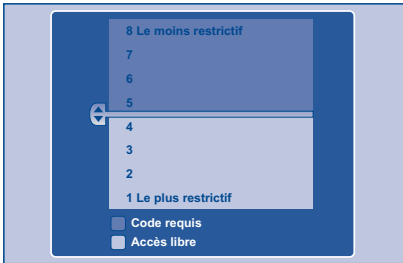 8 Le moins restrictif
7
6
5
4
3
2
1 Le plus restrictif
Code requis
Accès libre